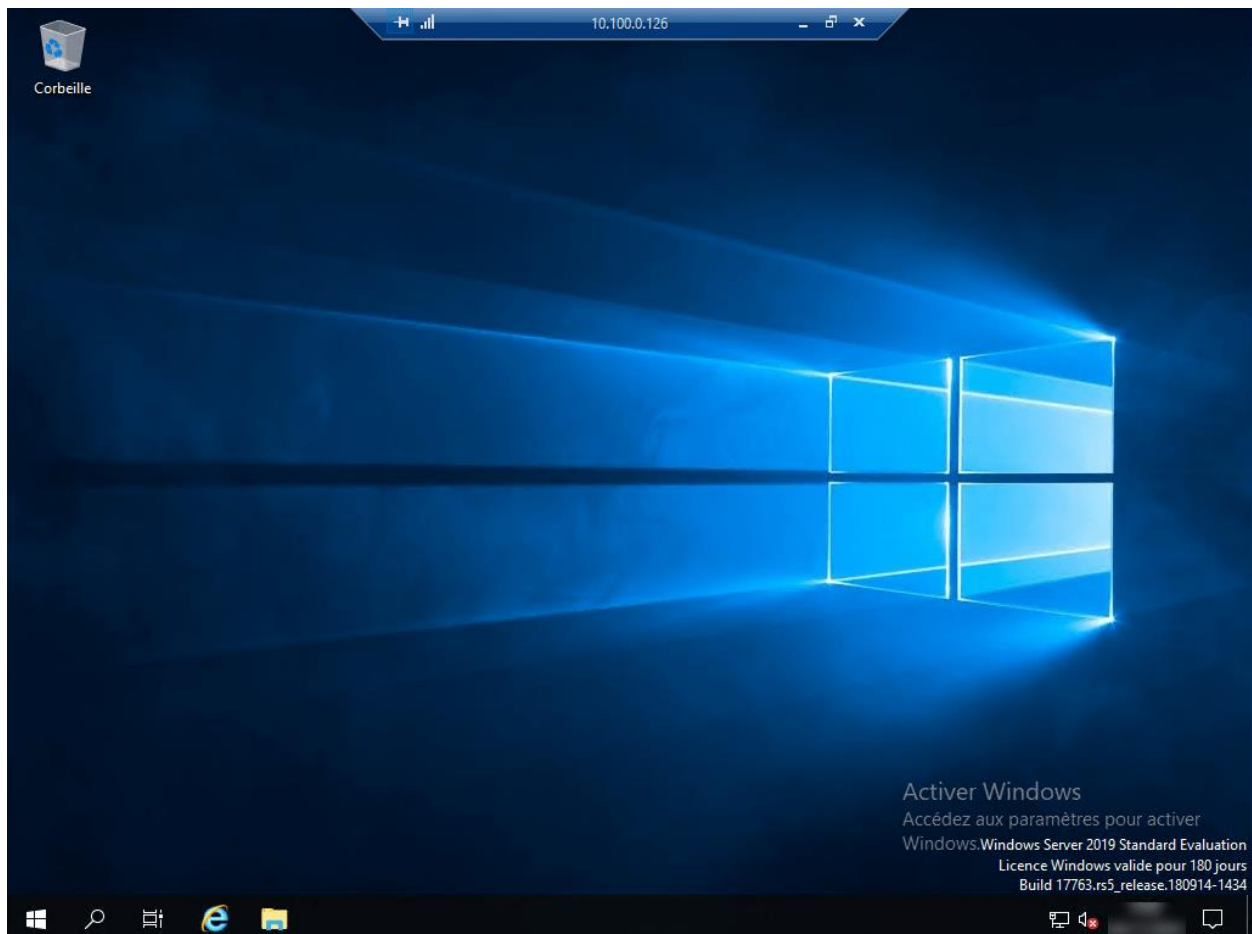 10.100.0.126
Corbeille
Activer Windows
Accédez aux paramètres pour activer
Windows.
Windows Server 2019 Standard Evaluation
Licence Windows valide pour 180 jours
Build 17763.rs5_release.180914-1434